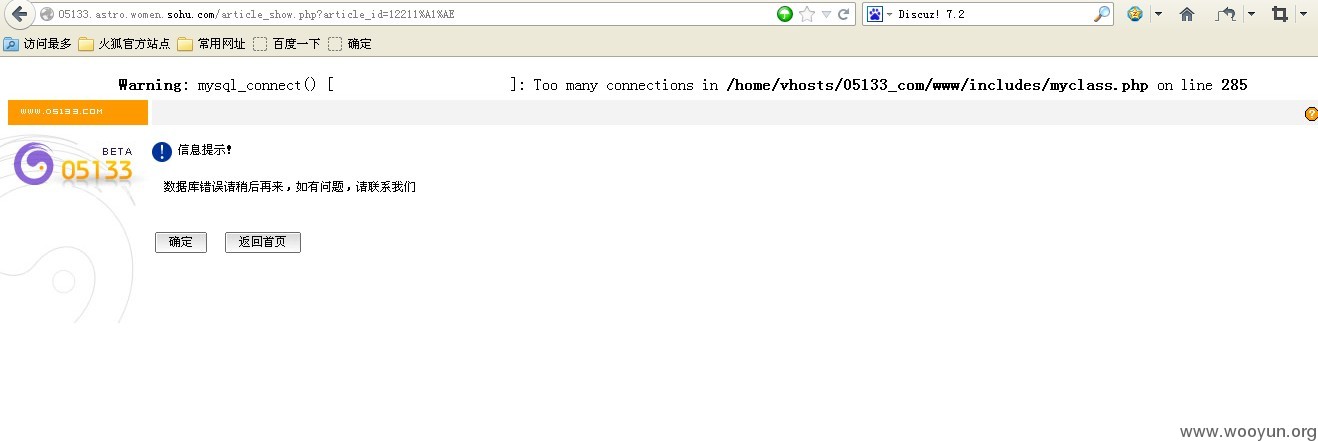 05133.astro.women.sohu.com/article_show.php?article_id=12211%A1%AE
Discuz! 7.2
访问最多 火狐官方站点 常用网址 百度一下 确定
Warning: mysql_connect() [ ]: Too many connections in /home/vhosts/05133_com/www/includes/myclass.php on line 285
WWW.05133.COM
BETA
05133
信息提示!
数据库错误请稍后再来，如有问题，请联系我们
确定 返回首页
www.wooyun.org